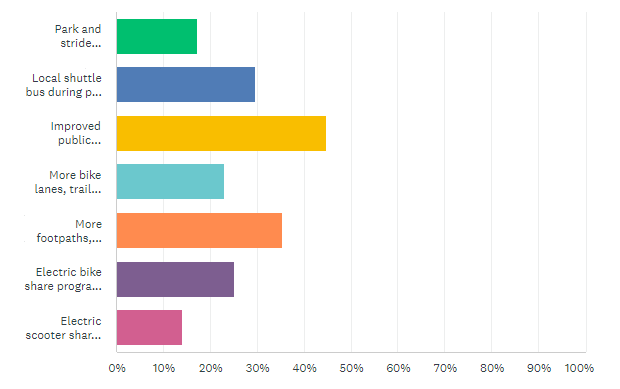 Park and
stride...
Local shuttle
bus during p...
Improved
public...
More bike
lanes, trail...
More
footpaths,...
Electric bike
share progra...
Electric
scooter shar...
0% 10% 20% 30% 40% 50% 60% 70% 80% 90% 100%